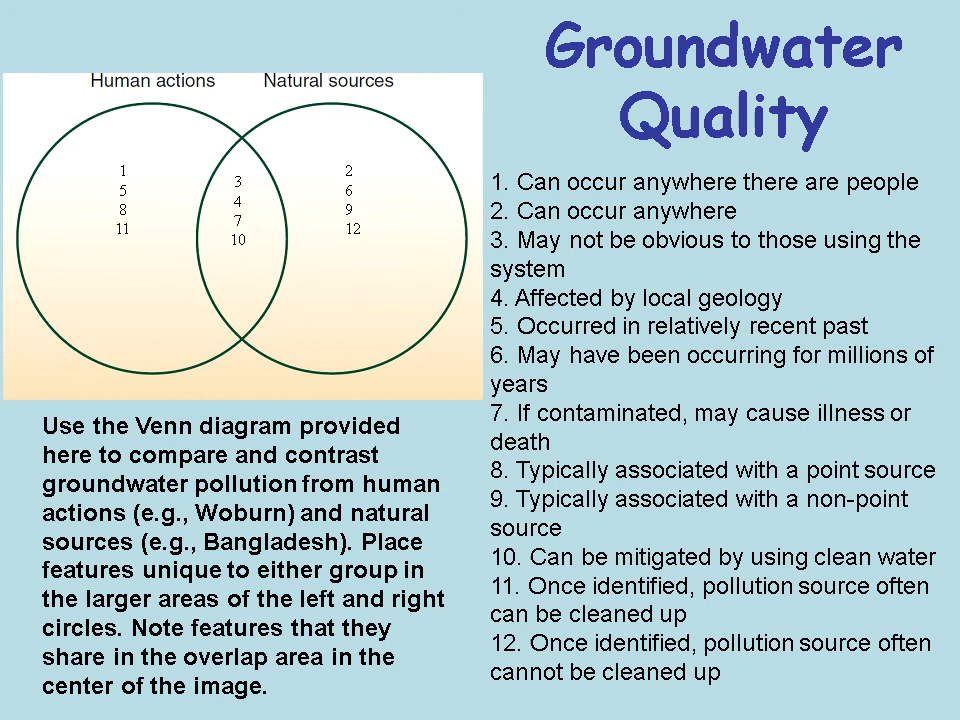 Groundwater
Quality
Human actions
Natural sources
1
5
8
11
3
4
7
10
2
6
9
12
Use the Venn diagram provided
here to compare and contrast
groundwater pollution from human
actions (e.g., Woburn) and natural
sources (e.g., Bangladesh). Place
features unique to either group in
the larger areas of the left and right
circles. Note features that they
share in the overlap area in the
center of the image.
1. Can occur anywhere there are people
2. Can occur anywhere
3. May not be obvious to those using the
system
4. Affected by local geology
5. Occurred in relatively recent past
6. May have been occurring for millions of
years
7. If contaminated, may cause illness or
death
8. Typically associated with a point source
9. Typically associated with a non-point
source
10. Can be mitigated by using clean water
11. Once identified, pollution source often
can be cleaned up
12. Once identified, pollution source often
cannot be cleaned up